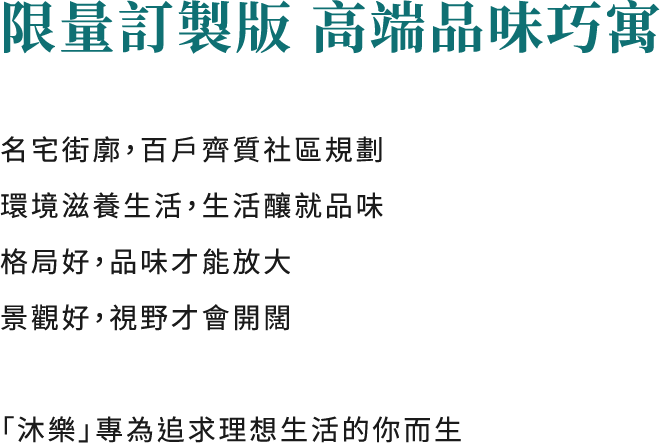 限量訂製版 高端品味巧寓
名宅街廓,百戶齊質社區規劃
環境滋養生活,生活釀就品味
格局好,品味才能放大
景觀好,視野才會開闊
「沐樂」專為追求理想生活的你而生